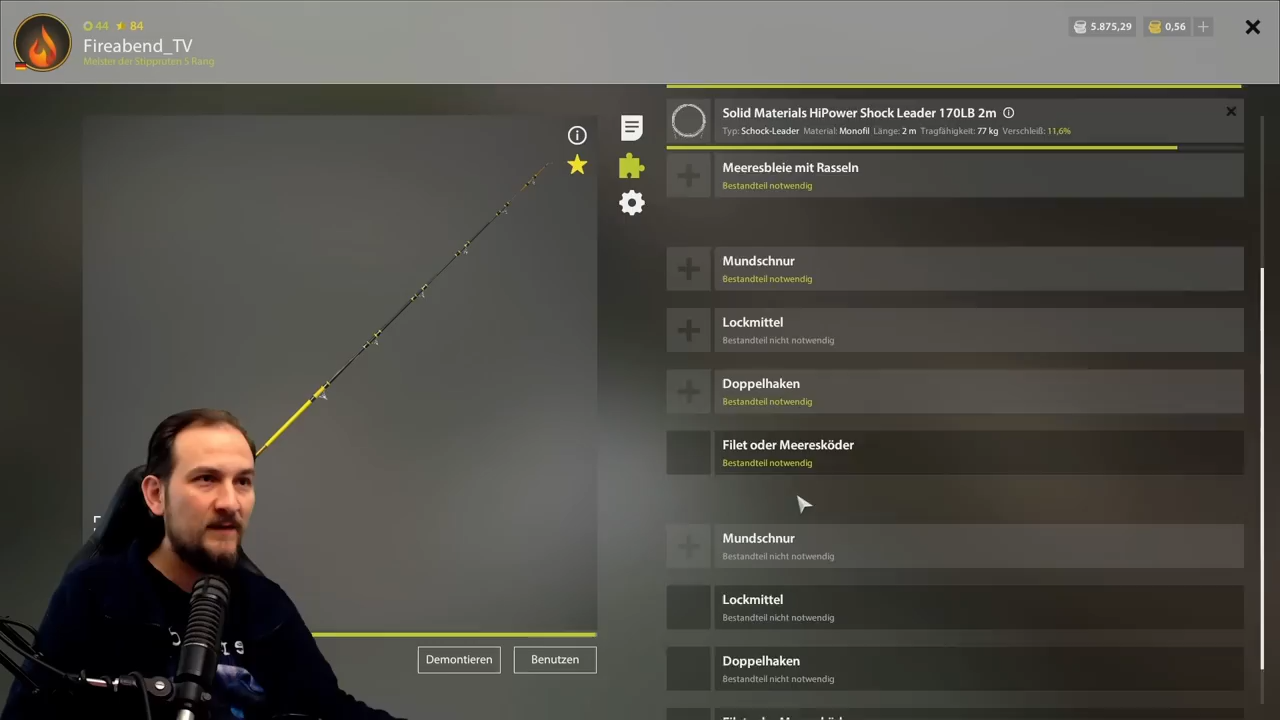 44 84
Fireabend_TV
Meister der Stippruten 5 Rang
5.875,29 0,56
Solid Materials HiPower Shock Leader 170LB 2m
Typ: Schock-Leader Material: Monofil Länge: 2 m Tragfähigkeit: 77 kg Verschleiß: 11,6%
Meeresbleie mit Rasseln
Bestandteil notwendig
Mundschnur
Bestandteil notwendig
Lockmittel
Bestandteil nicht notwendig
Doppelhaken
Bestandteil notwendig
Filet oder Meeresköder
Bestandteil notwendig
Mundschnur
Bestandteil nicht notwendig
Lockmittel
Bestandteil nicht notwendig
Doppelhaken
Bestandteil nicht notwendig
Demontieren Benutzen